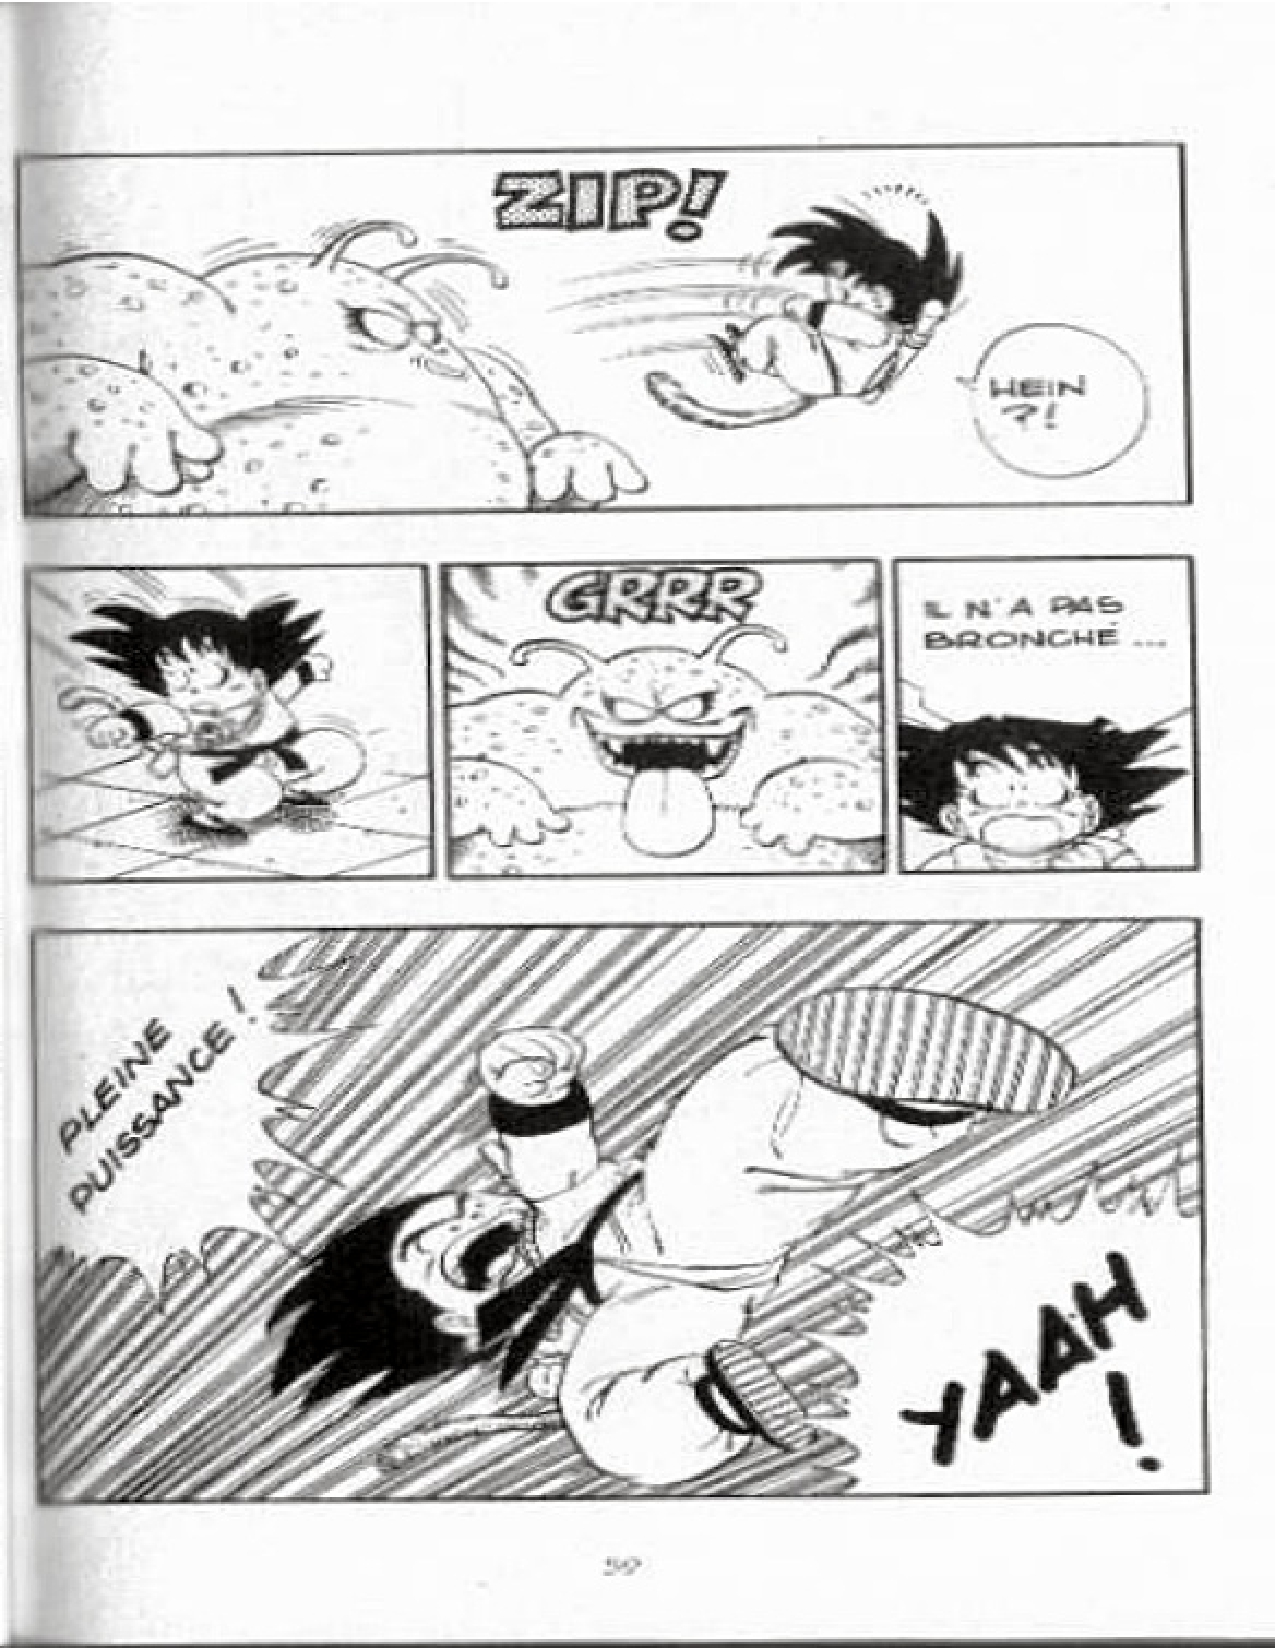 ZIP!
HEIN
?!
GRRR
IL N'A PAS
BRONCHÉ ...
PLEINE
PUISSANCE !
YAAH
!